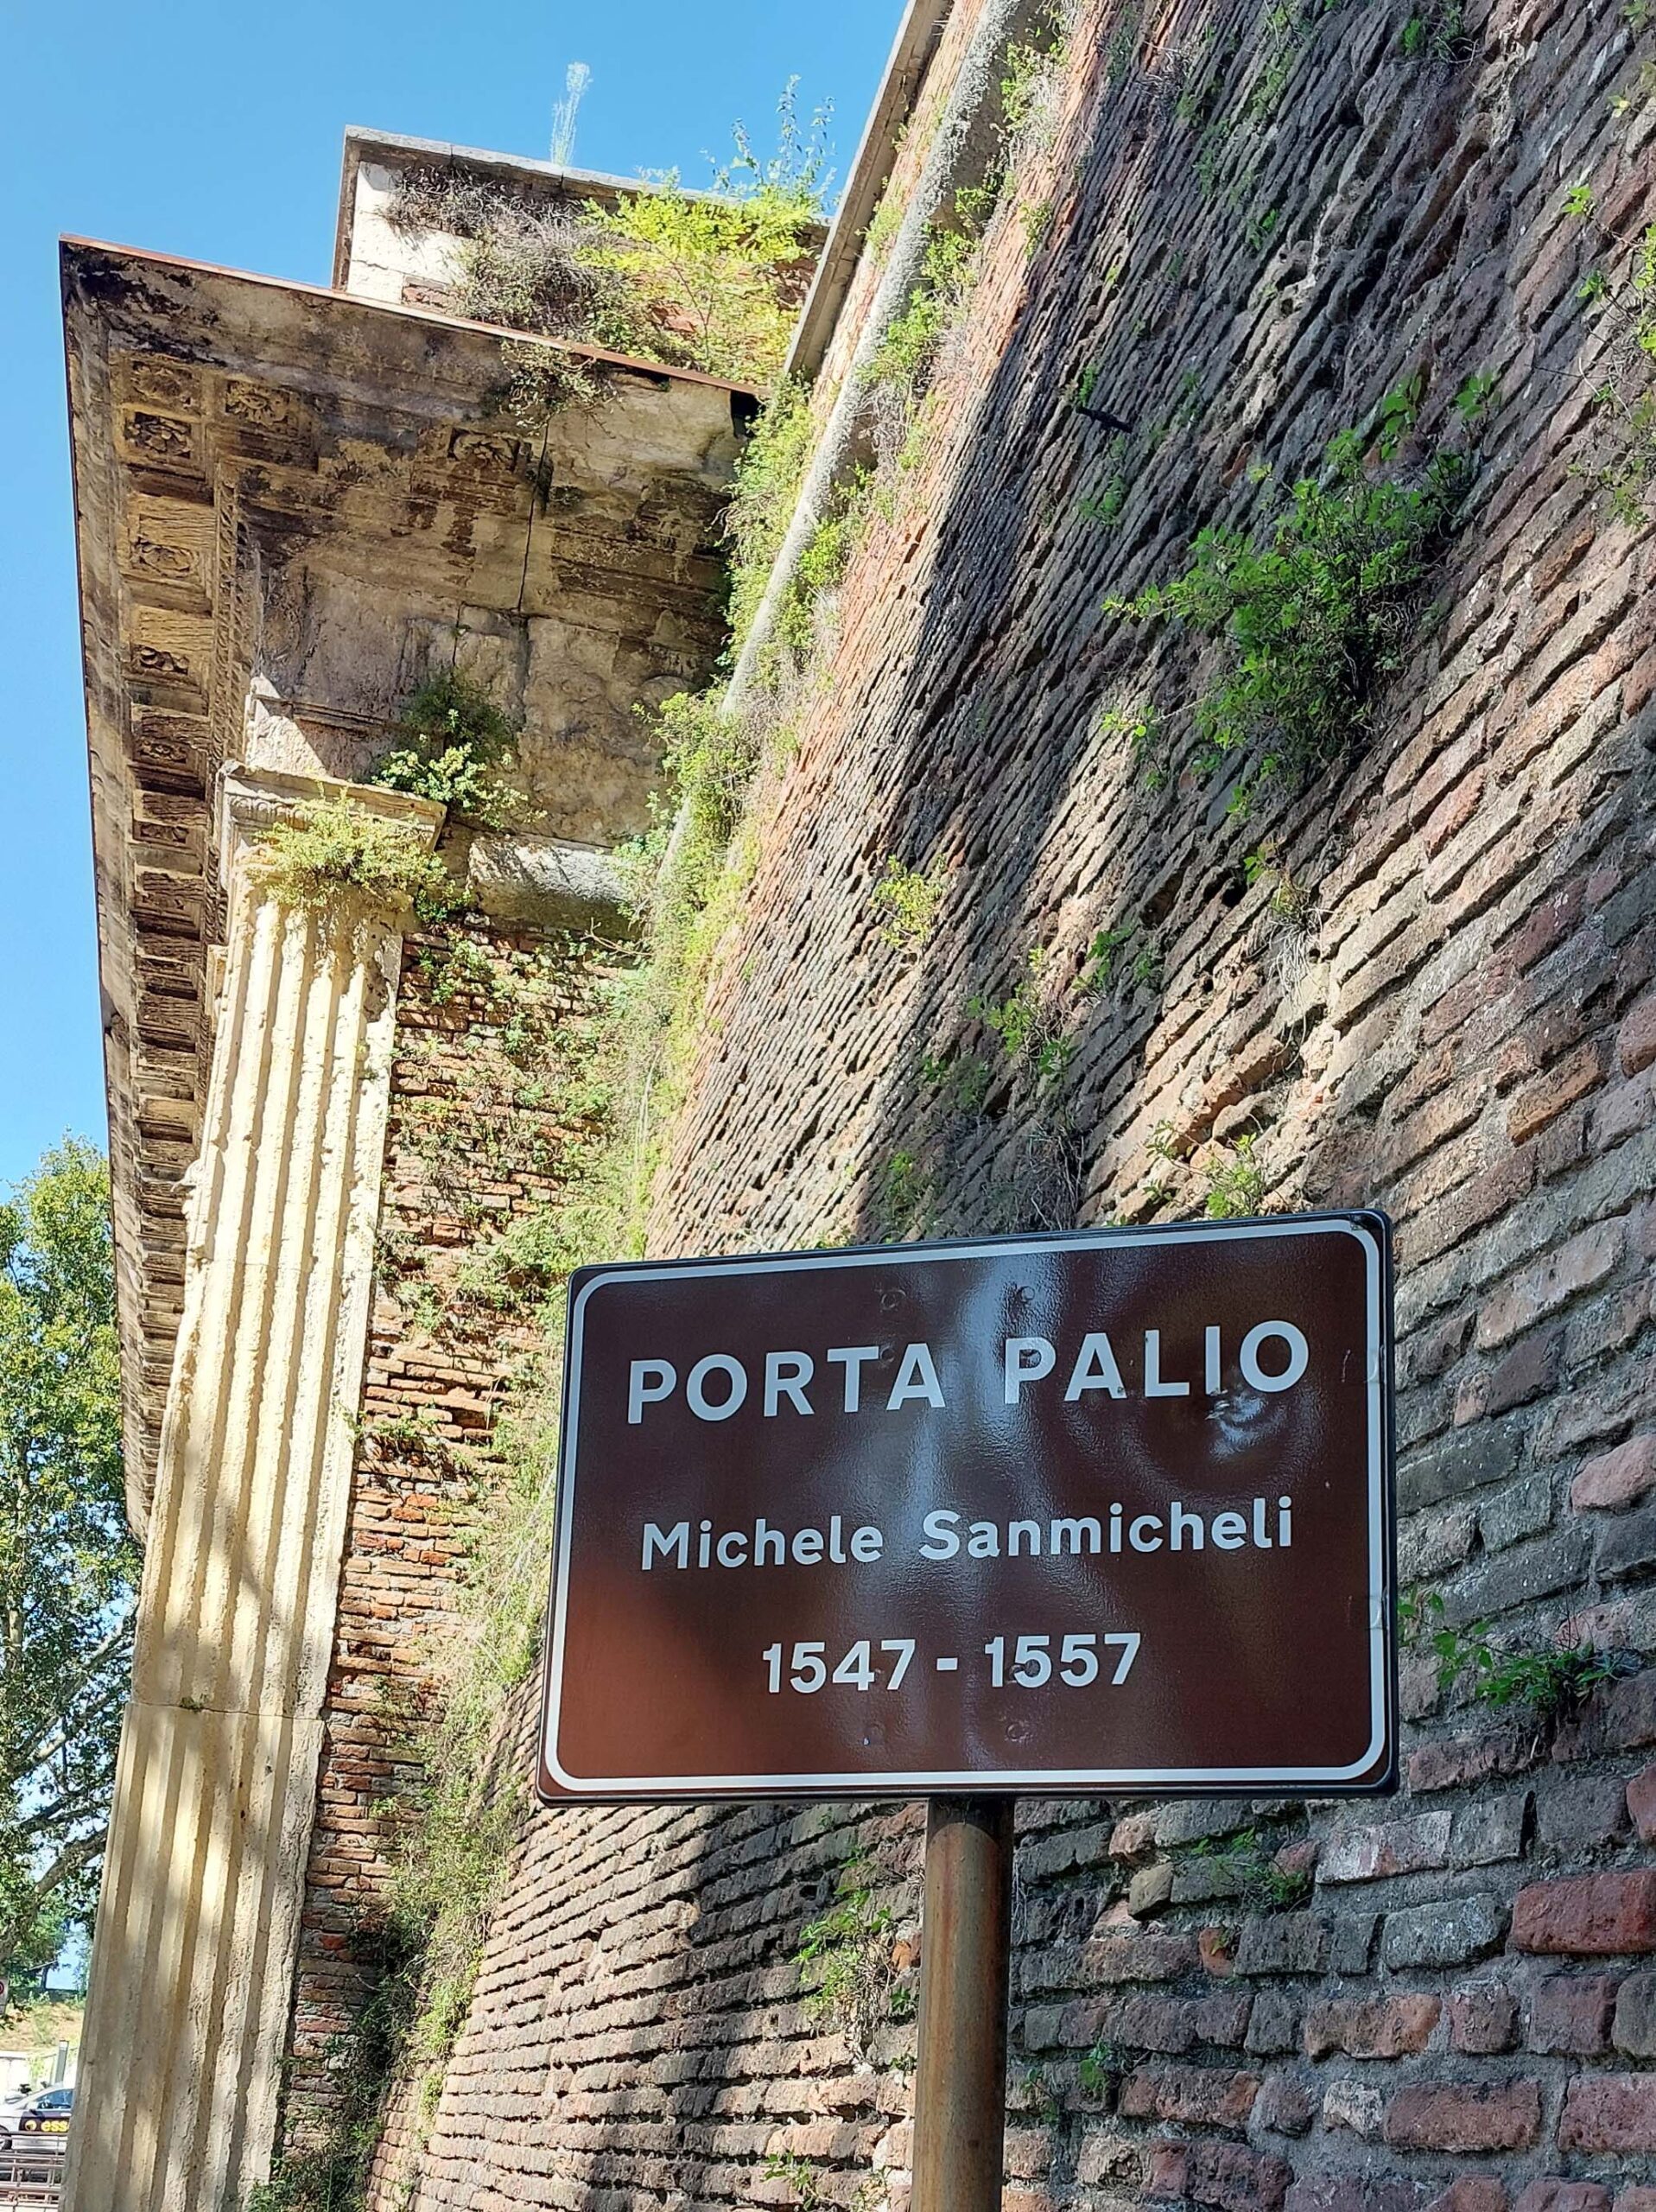 PORTA PALIO
Michele Sanmicheli
1547 - 1557